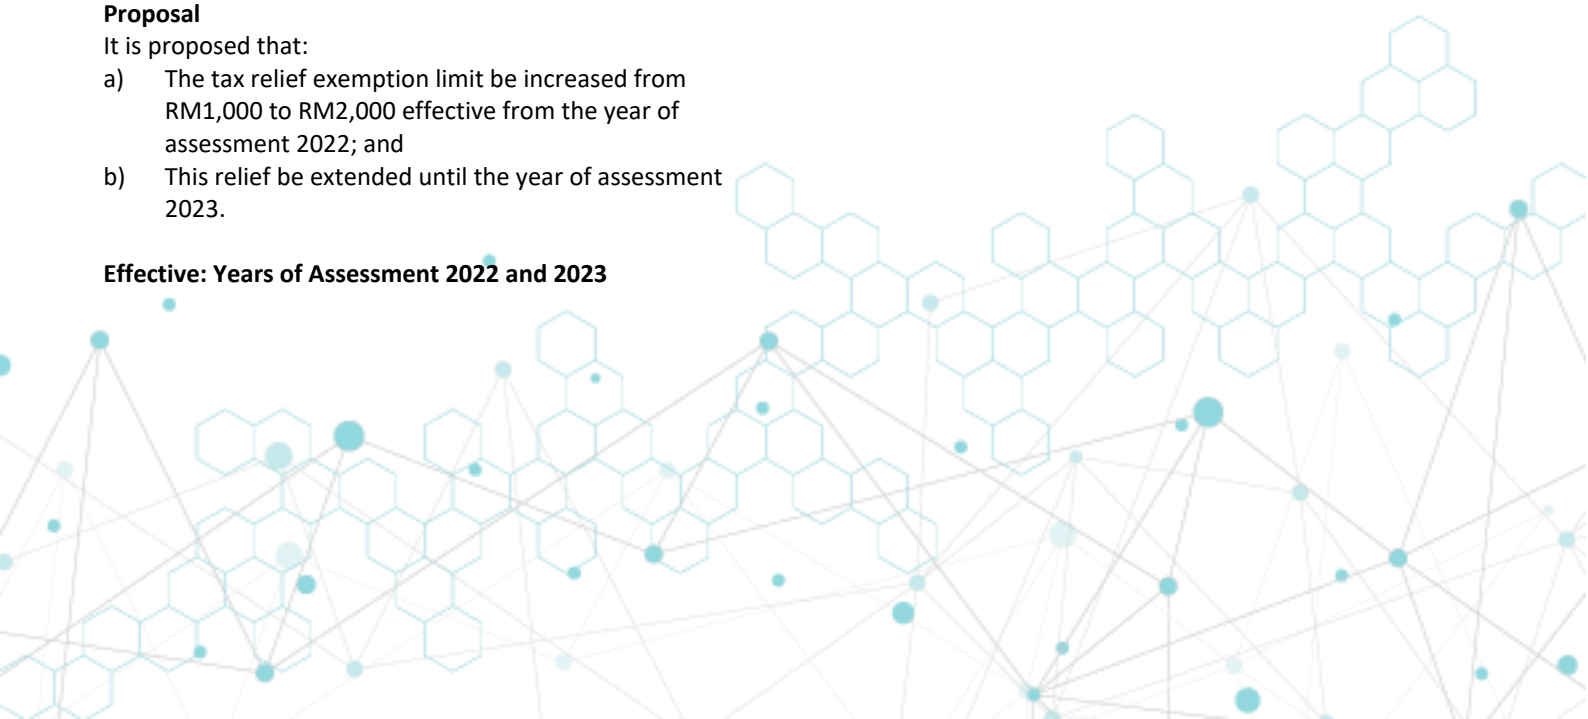 Proposal
It is proposed that:
a) The tax relief exemption limit be increased from
RM1,000 to RM2,000 effective from the year of
assessment 2022; and
b) This relief be extended until the year of assessment
2023.
Effective: Years of Assessment 2022 and 2023